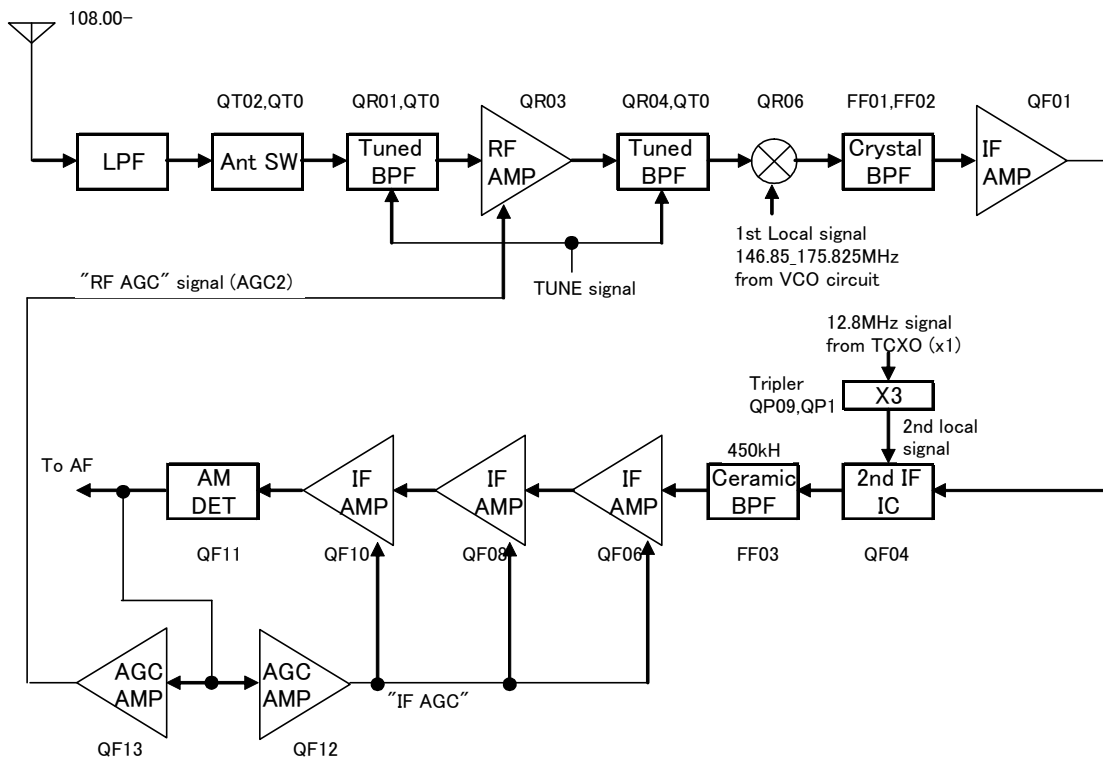 108.00-
QT02,QT0
QR01,QT0
QR03
QR04,QT0
QR06
FF01,FF02
QF01
LPF
Ant SW
Tuned
BPF
RF
AMP
Tuned
BPF
Crystal
BPF
IF
AMP
1st Local signal
146.85_175.825MHz
from VCO circuit
"RF AGC" signal (AGC2)
TUNE signal
12.8MHz signal
from TCXO (x1)
Tripler
QP09,QP1
X3
2nd local
signal
To AF
AM
DET
IF
AMP
IF
AMP
IF
AMP
450kH
Ceramic
BPF
2nd IF
IC
QF11
QF10
QF08
QF06
FF03
QF04
AGC
AMP
AGC
AMP
"IF AGC"
QF13
QF12